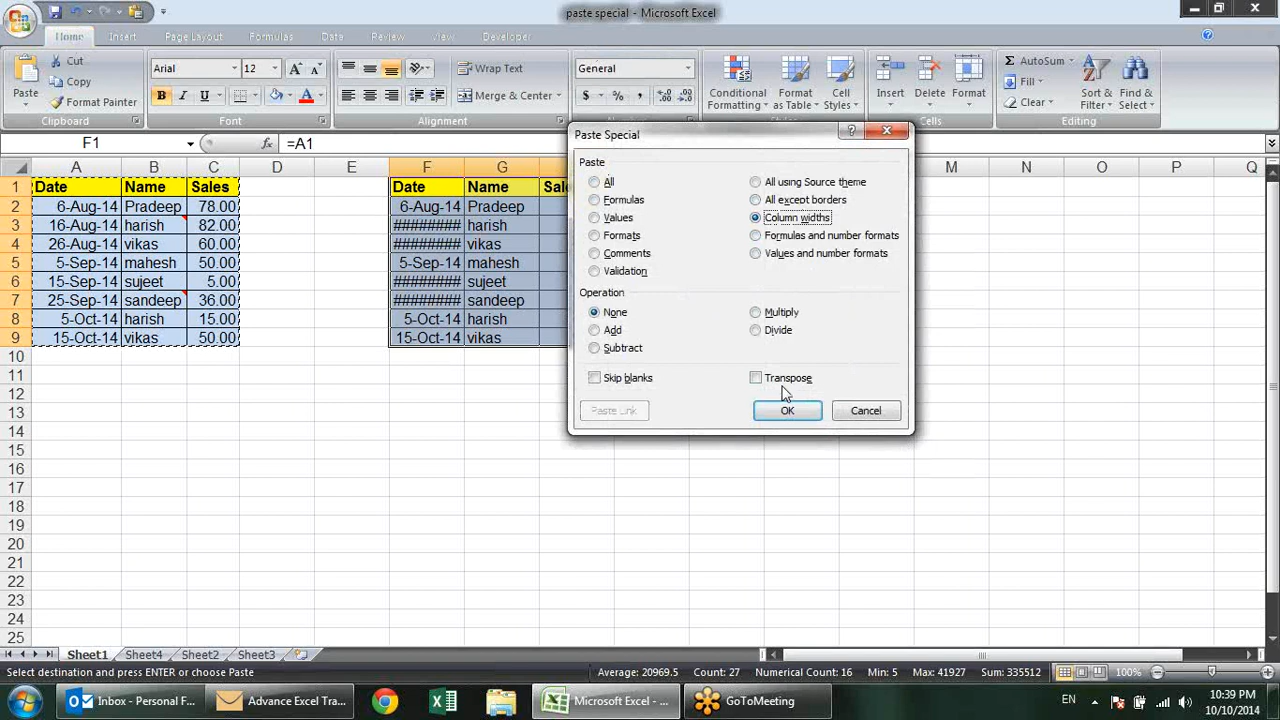 paste special - Microsoft Excel
Home Insert Page Layout Formulas Data Review View Developer
Paste Cut Copy Format Painter Clipboard
Arial 12 B I U A Font
Wrap Text Merge & Center Alignment
General $ % , Number
Conditional Formatting Format as Table Cell Styles Styles
Insert Delete Format Cells
Σ AutoSum Fill Clear Sort & Filter Find & Select Editing
F1 fx =A1
A B C D E F G M N O P Q
1 Date Name Sales Date Name Sal
2 6-Aug-14 Pradeep 78.00 6-Aug-14 Pradeep
3 16-Aug-14 harish 82.00 ######## harish
4 26-Aug-14 vikas 60.00 ######## vikas
5 5-Sep-14 mahesh 50.00 5-Sep-14 mahesh
6 15-Sep-14 sujeet 5.00 ######## sujeet
7 25-Sep-14 sandeep 36.00 ######## sandeep
8 5-Oct-14 harish 15.00 5-Oct-14 harish
9 15-Oct-14 vikas 50.00 15-Oct-14 vikas
10
11
12
13
14
15
16
17
18
19
20
21
22
23
24
25
Paste Special
Paste
All All using Source theme
Formulas All except borders
Values Column widths
Formats Formulas and number formats
Comments Values and number formats
Validation
Operation
None Multiply
Add Divide
Subtract
Skip blanks Transpose
Paste Link OK Cancel
Sheet1 Sheet4 Sheet2 Sheet3
Select destination and press ENTER or choose Paste Average: 20969.5 Count: 27 Numerical Count: 16 Min: 5 Max: 41927 Sum: 335512 100%
Inbox - Personal F... Advance Excel Tra... Microsoft Excel - ... GoToMeeting EN 10:39 PM
10/10/2014